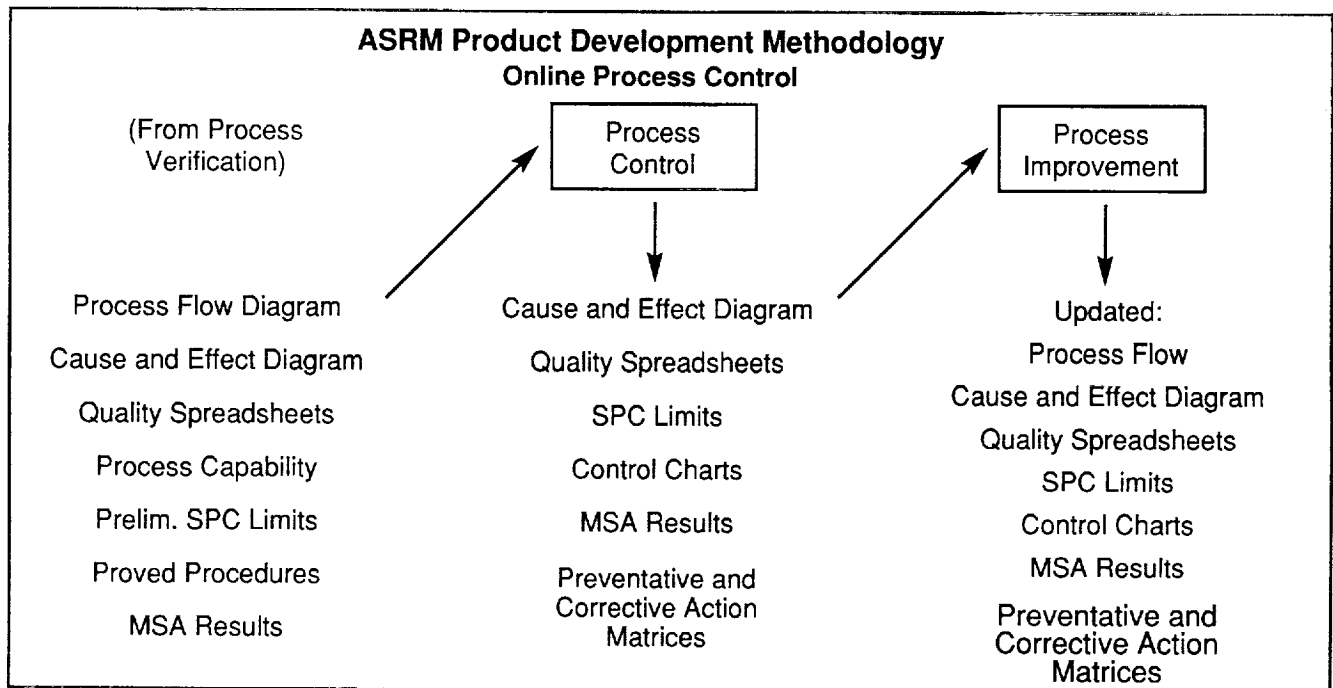 ASRM Product Development Methodology
Online Process Control
(From Process
Verification)
Process Flow Diagram
Cause and Effect Diagram
Quality Spreadsheets
Process Capability
Prelim. SPC Limits
Proved Procedures
MSA Results
Process
Control
Cause and Effect Diagram
Quality Spreadsheets
SPC Limits
Control Charts
MSA Results
Preventative and
Corrective Action
Matrices
Process
Improvement
Updated:
Process Flow
Cause and Effect Diagram
Quality Spreadsheets
SPC Limits
Control Charts
MSA Results
Preventative and
Corrective Action
Matrices